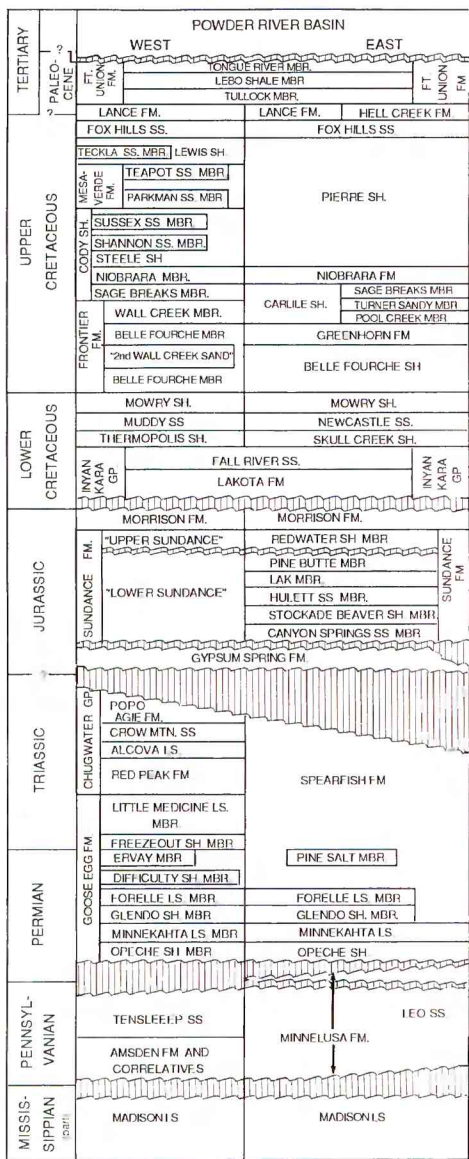 POWDER RIVER BASIN
WEST EAST
TERTIARY
PALEO-
CENE
?
?
FT.
UNION
FM.
TONGUE RIVER MBR.
LEBO SHALE MBR
TULLOCK MBR.
FT.
UNION
FM
LANCE FM. LANCE FM. HELL CREEK FM
FOX HILLS SS. FOX HILLS SS.
UPPER
CRETACEOUS
TECKLA SS. MBR. LEWIS SH.
MESA-
VERDE
FM.
TEAPOT SS MBR.
PARKMAN SS. MBR.
PIERRE SH.
CODY SH.
SUSSEX SS MBR.
SHANNON SS. MBR.
STEELE SH
NIOBRARA MBR. NIOBRARA FM
SAGE BREAKS MBR.
CARLILE SH.
SAGE BREAKS MBR
TURNER SANDY MBR
POOL CREEK MBR
FRONTIER
FM.
WALL CREEK MBR.
BELLE FOURCHE MBR GREENHORN FM
"2nd WALL CREEK SAND"
BELLE FOURCHE SH
BELLE FOURCHE MBR
LOWER
CRETACEOUS
MOWRY SH. MOWRY SH.
MUDDY SS NEWCASTLE SS.
THERMOPOLIS SH. SKULL CREEK SH.
INYAN
KARA
GP
FALL RIVER SS.
LAKOTA FM
INYAN
KARA
GP.
JURASSIC
MORRISON FM. MORRISON FM.
SUNDANCE FM.
"UPPER SUNDANCE" REDWATER SH MBR
"LOWER SUNDANCE"
PINE BUTTE MBR
LAK MBR.
HULETT SS MBR.
STOCKADE BEAVER SH MBR.
CANYON SPRINGS SS MBR
SUNDANCE
FM
GYPSUM SPRING FM.
?
TRIASSIC
CHUGWATER GP.
POPO
AGIE FM.
CROW MTN. SS
ALCOVA LS.
RED PEAK FM
SPEARFISH FM
GOOSE EGG FM.
LITTLE MEDICINE LS.
MBR.
FREEZEOUT SH MBR.
PERMIAN
ERVAY MBR PINE SALT MBR.
DIFFICULTY SH MBR.
FORELLE LS. MBR FORELLE LS. MBR
GLENDO SH. MBR. GLENDO SH. MBR.
MINNEKAHTA LS. MBR MINNEKAHTA LS.
OPECHE SH MBR OPECHE SH.
PENNSYL-
VANIAN
TENSLEEP SS LEO SS.
MINNELUSA FM.
AMSDEN FM AND
CORRELATIVES
MISSIS-
SIPPIAN
(part)
MADISON LS MADISON LS